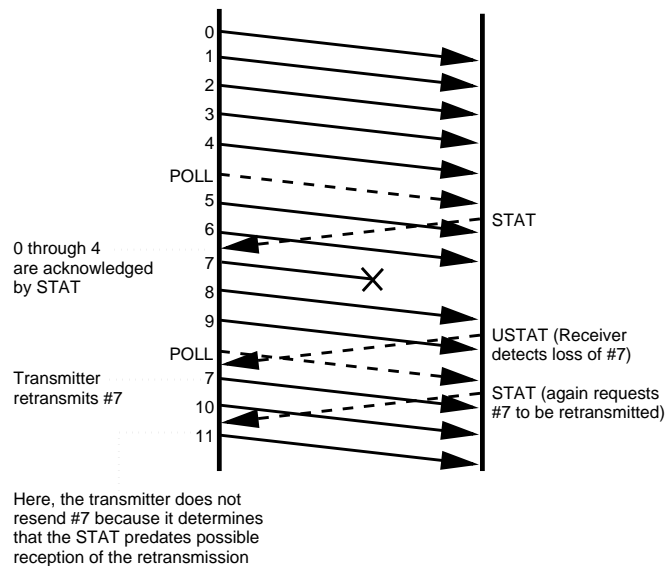 0
1
2
3
4
POLL
5
STAT
6
0 through 4
are acknowledged
by STAT
7
8
9
USTAT (Receiver
detects loss of #7)
POLL
Transmitter
retransmits #7
7
STAT (again requests
#7 to be retransmitted)
10
11
Here, the transmitter does not
resend #7 because it determines
that the STAT predates possible
reception of the retransmission